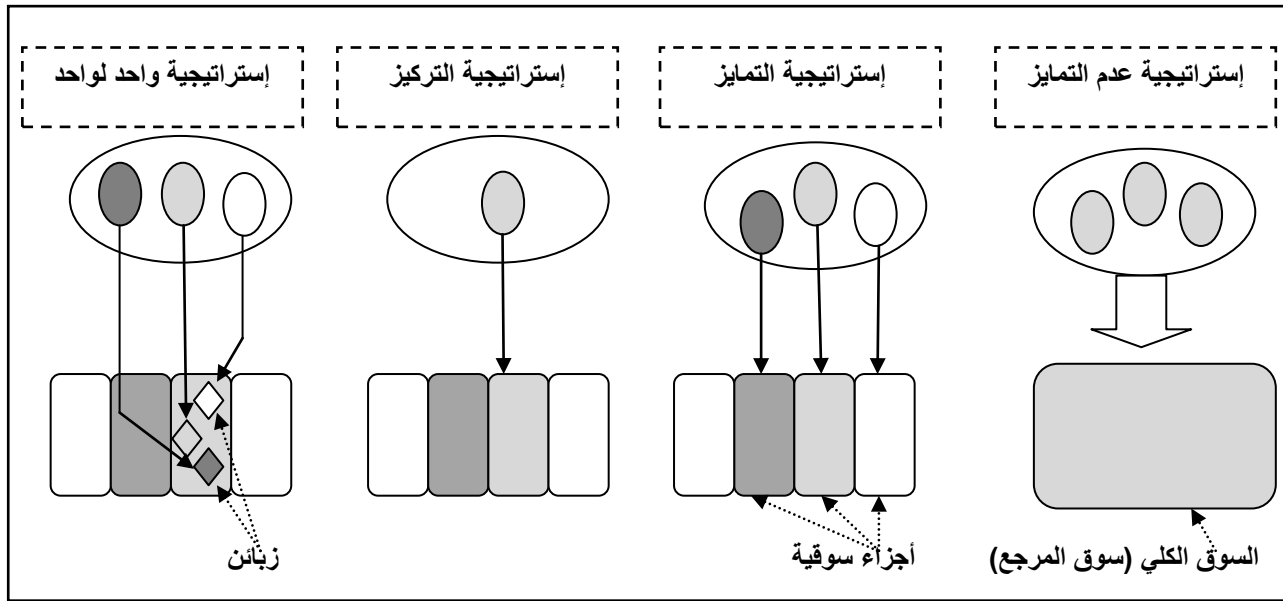 إستراتيجية عدم التمايز
إستراتيجية التمايز
إستراتيجية التركيز
إستراتيجية واحد لواحد
السوق الكلي (سوق المرجع)
أجزاء سوقية
زبائن